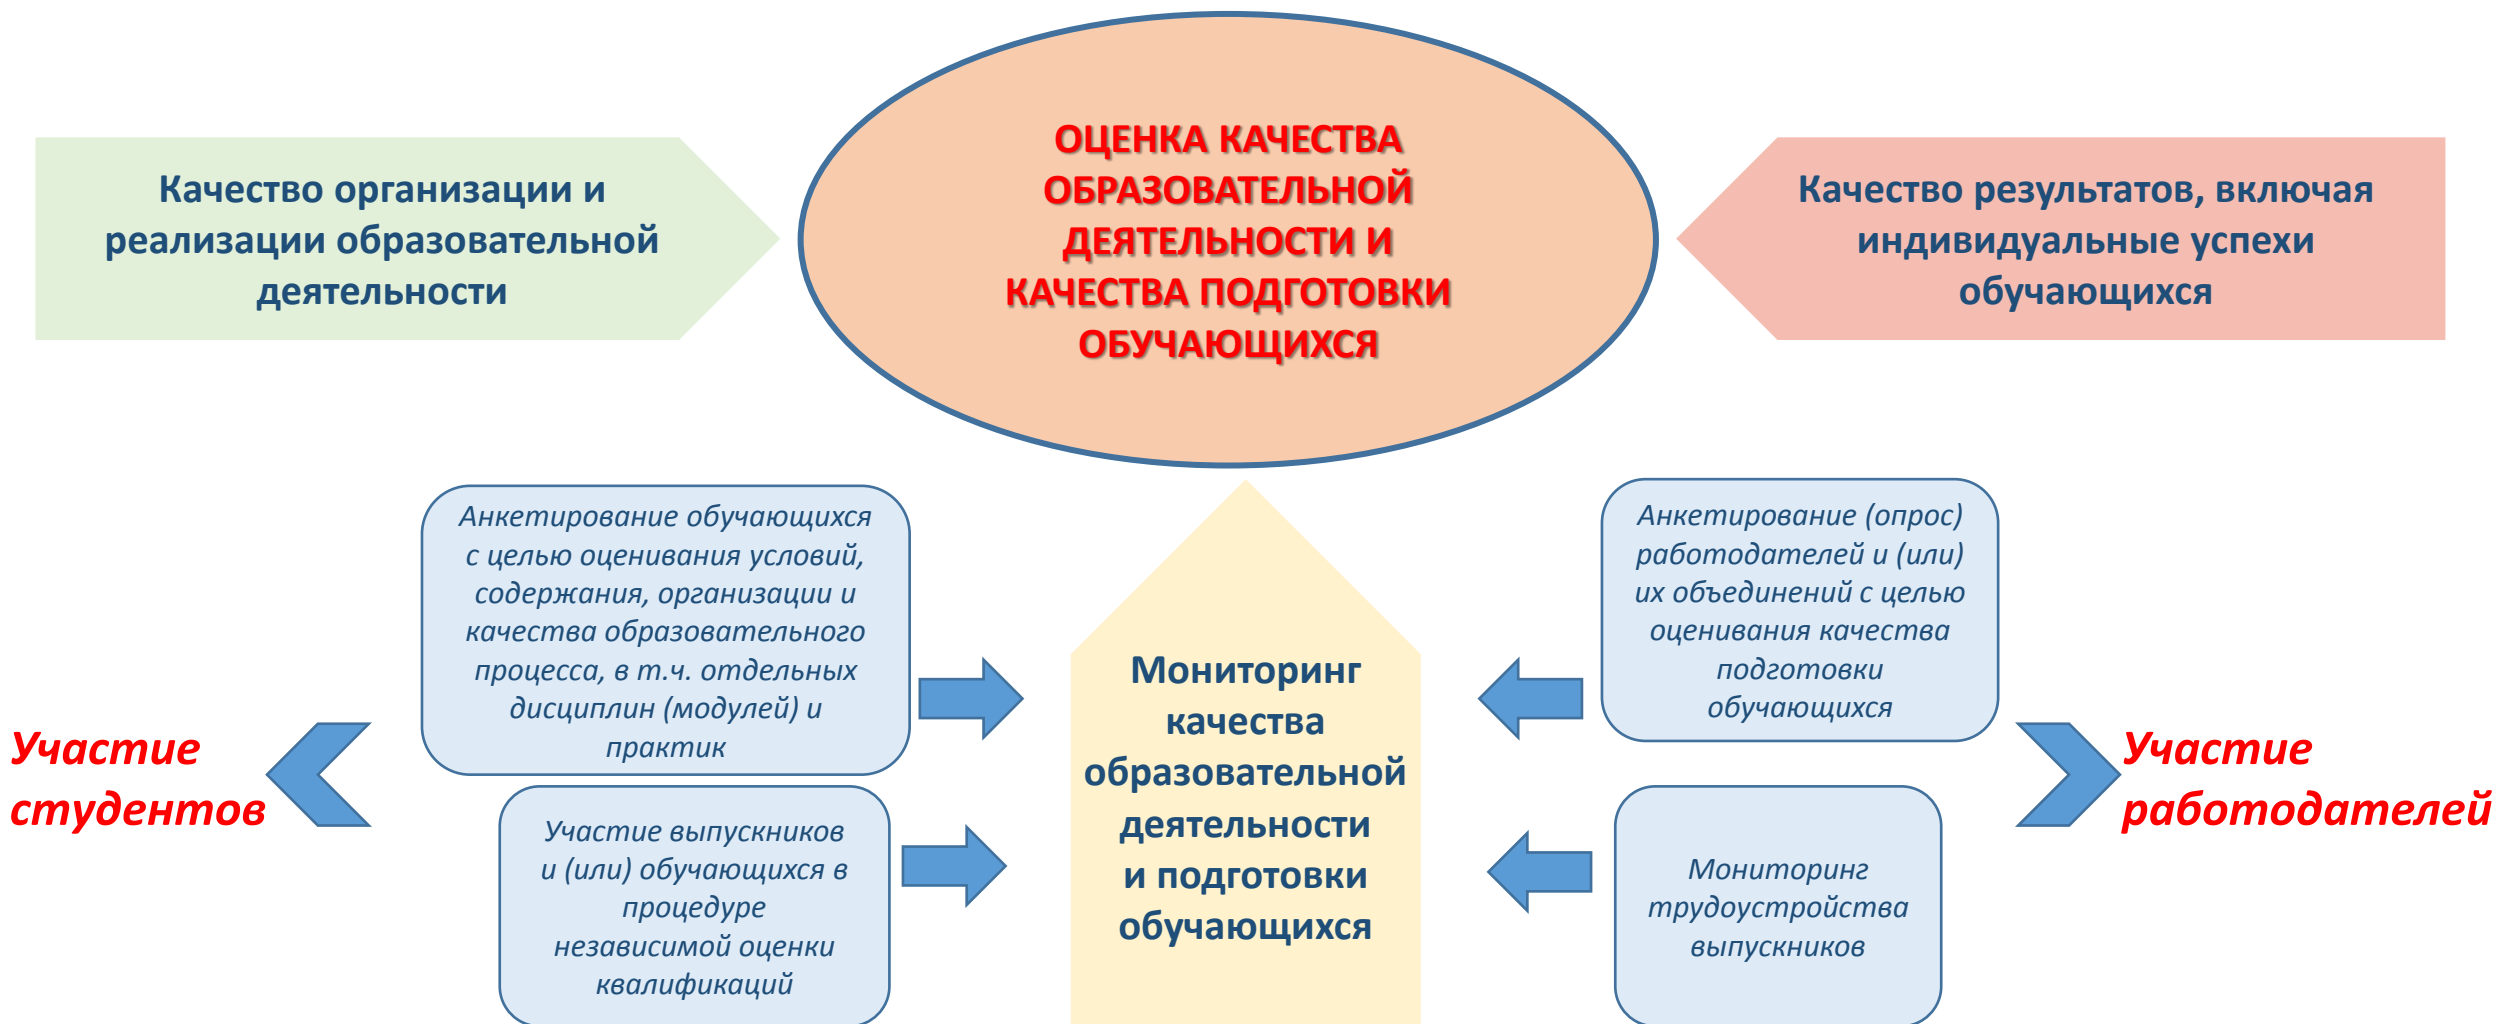 ОЦЕНКА КАЧЕСТВА
ОБРАЗОВАТЕЛЬНОЙ
ДЕЯТЕЛЬНОСТИ И
КАЧЕСТВА ПОДГОТОВКИ
ОБУЧАЮЩИХСЯ
Качество организации и
реализации образовательной
деятельности
Качество результатов, включая
индивидуальные успехи
обучающихся
Анкетирование обучающихся
с целью оценивания условий,
содержания, организации и
качества образовательного
процесса, в т.ч. отдельных
дисциплин (модулей) и
практик
Анкетирование (опрос)
работодателей и (или)
их объединений с целью
оценивания качества
подготовки
обучающихся
Мониторинг
качества
образовательной
деятельности
и подготовки
обучающихся
Участие
студентов
Участие
работодателей
Участие выпускников
и (или) обучающихся в
процедуре
независимой оценки
квалификаций
Мониторинг
трудоустройства
выпускников